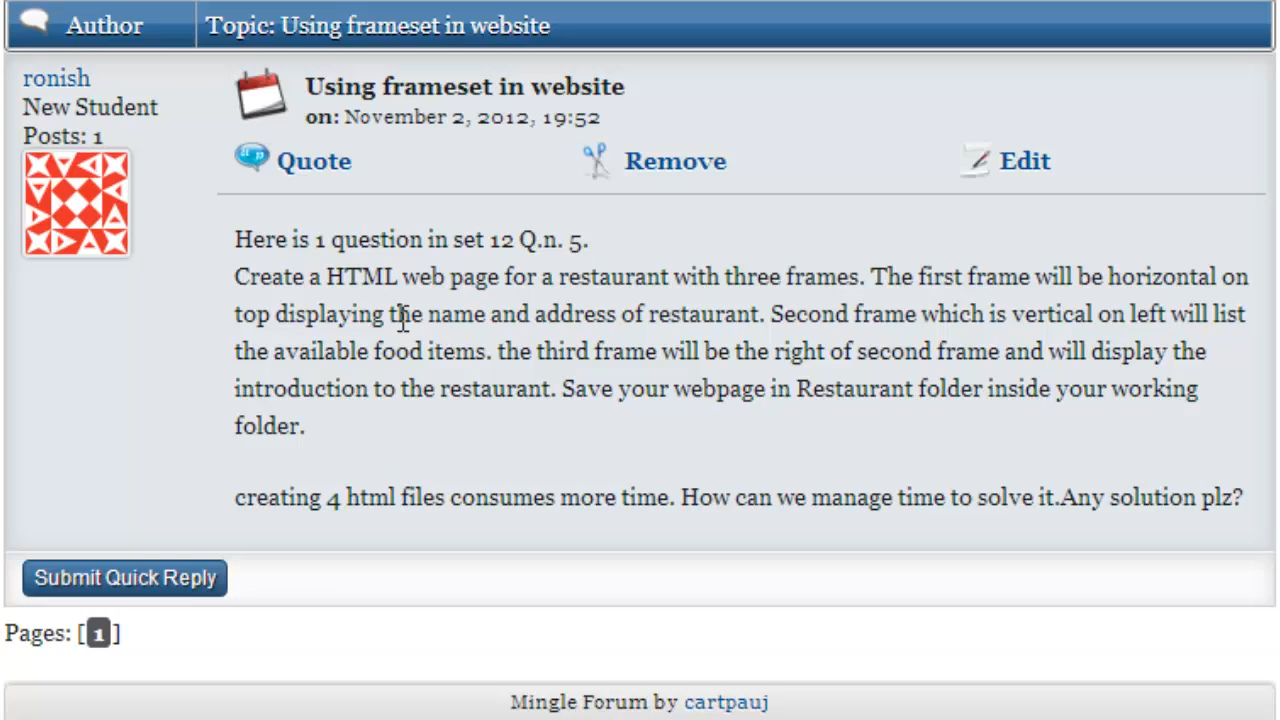 Author Topic: Using frameset in website
ronish
New Student
Posts: 1
Using frameset in website
on: November 2, 2012, 19:52
Quote Remove Edit
Here is 1 question in set 12 Q.n. 5.
Create a HTML web page for a restaurant with three frames. The first frame will be horizontal on
top displaying the name and address of restaurant. Second frame which is vertical on left will list
the available food items. the third frame will be the right of second frame and will display the
introduction to the restaurant. Save your webpage in Restaurant folder inside your working
folder.
creating 4 html files consumes more time. How can we manage time to solve it.Any solution plz?
Submit Quick Reply
Pages: [1]
Mingle Forum by cartpauj